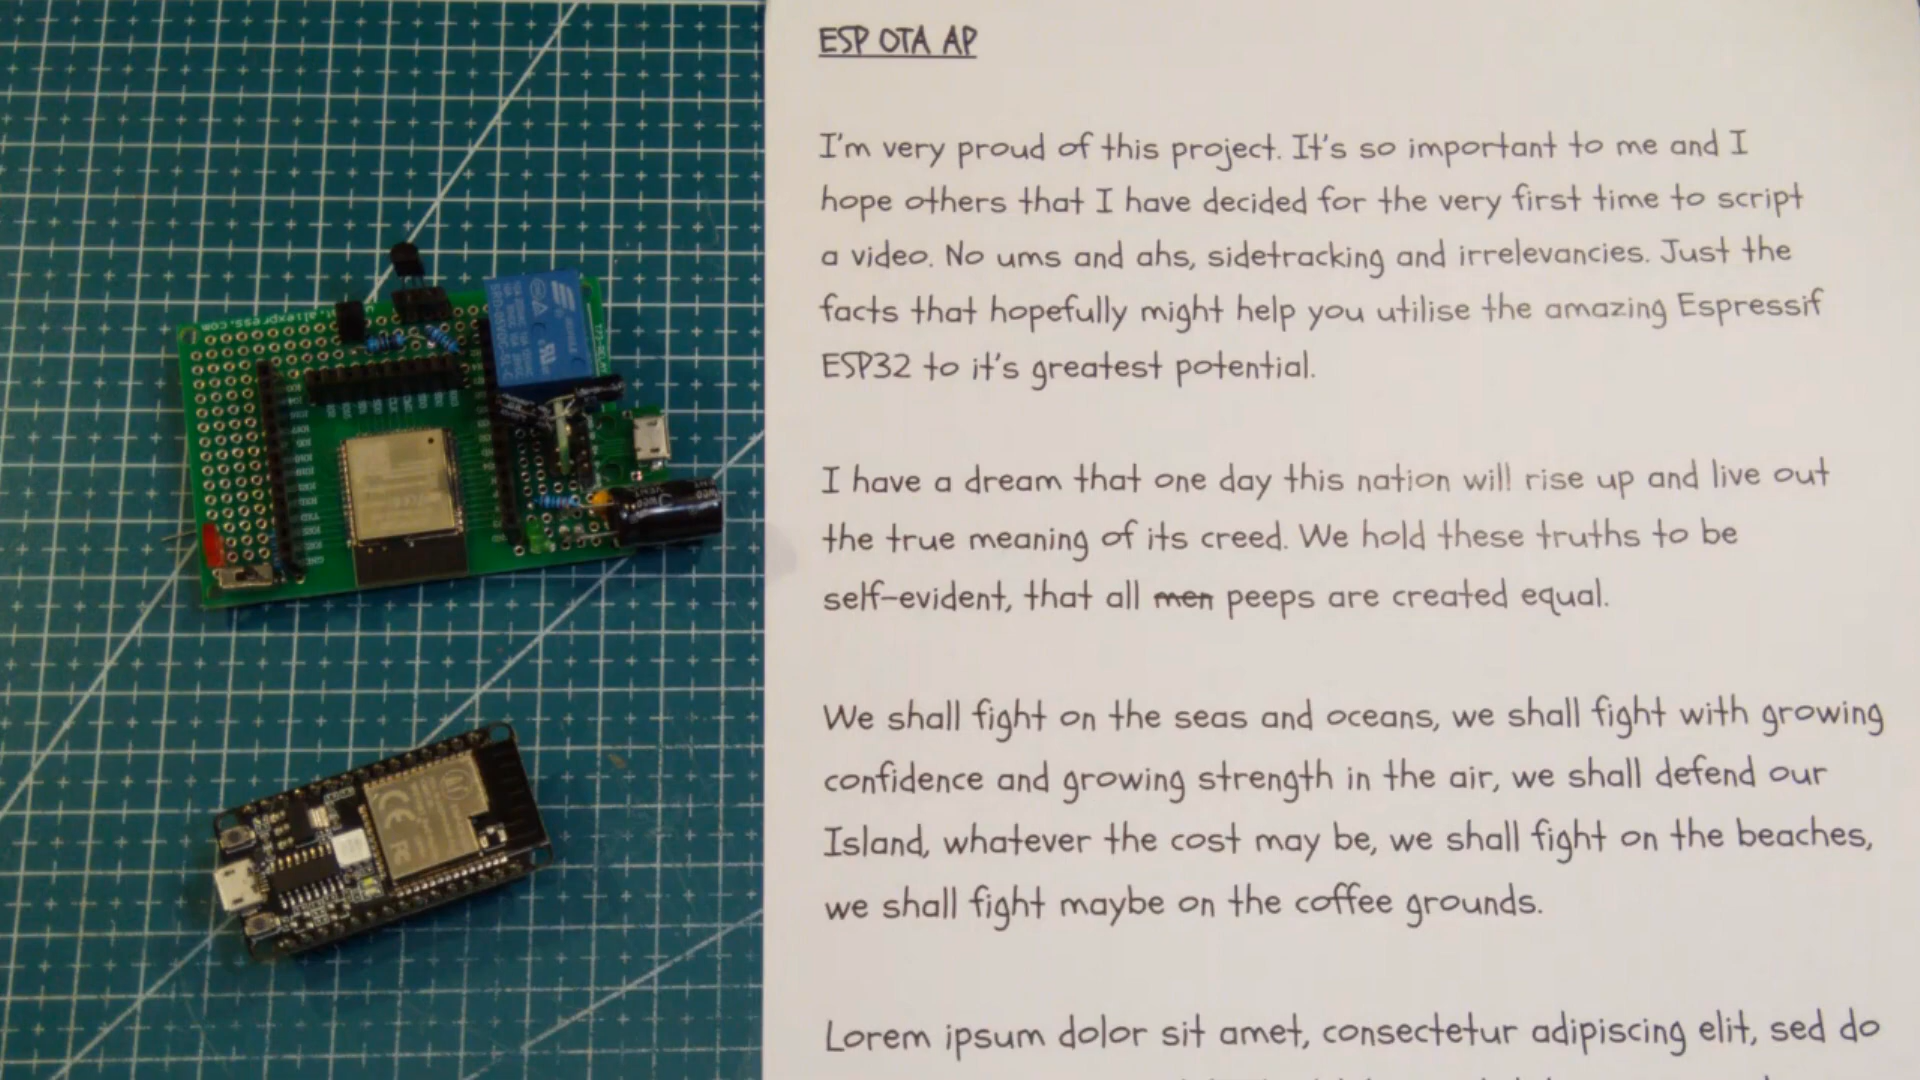 ESP OTA AP
I'm very proud of this project. It's so important to me and I
hope others that I have decided for the very first time to script
a video. No ums and ahs, sidetracking and irrelevancies. Just the
facts that hopefully might help you utilise the amazing Espressif
ESP32 to it's greatest potential.
I have a dream that one day this nation will rise up and live out
the true meaning of its creed. We hold these truths to be
self-evident, that all men peeps are created equal.
We shall fight on the seas and oceans, we shall fight with growing
confidence and growing strength in the air, we shall defend our
Island, whatever the cost may be, we shall fight on the beaches,
we shall fight maybe on the coffee grounds.
Lorem ipsum dolor sit amet, consectetur adipiscing elit, sed do